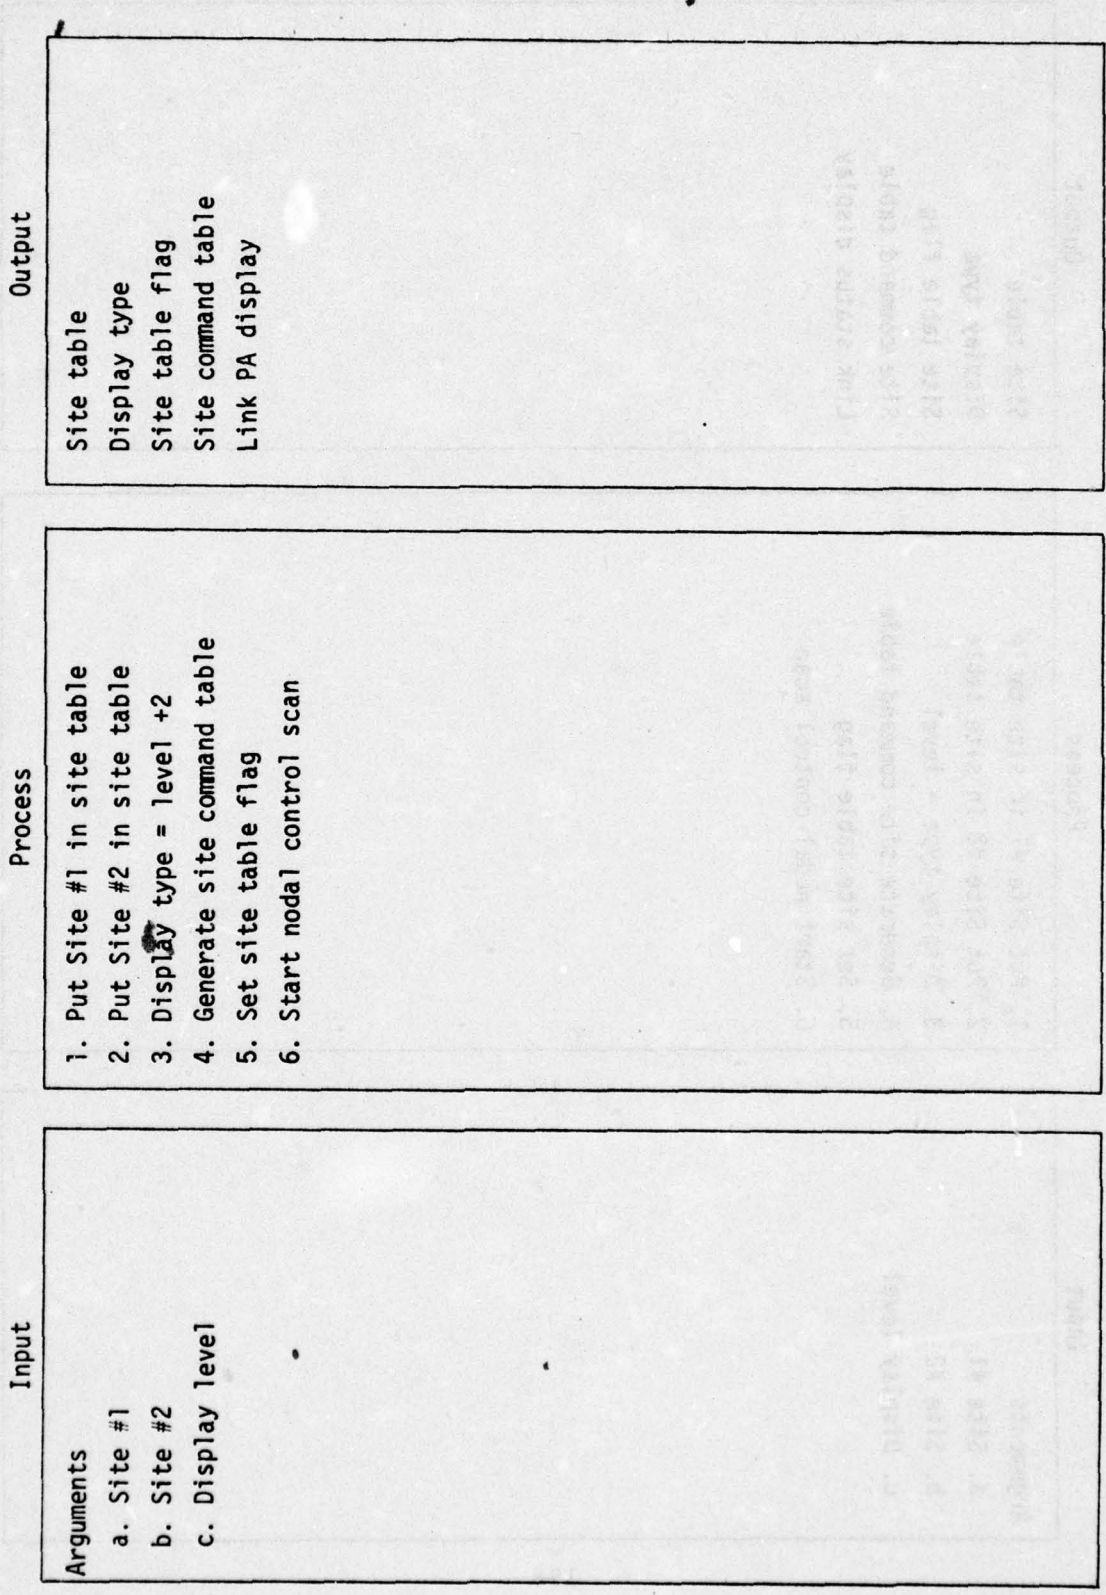 Input
Arguments
a. Site #1
b. Site #2
c. Display level
Process
1. Put Site #1 in site table
2. Put Site #2 in site table
3. Display type = level +2
4. Generate site command table
5. Set site table flag
6. Start nodal control scan
Output
Site table
Display type
Site table flag
Site command table
Link PA display